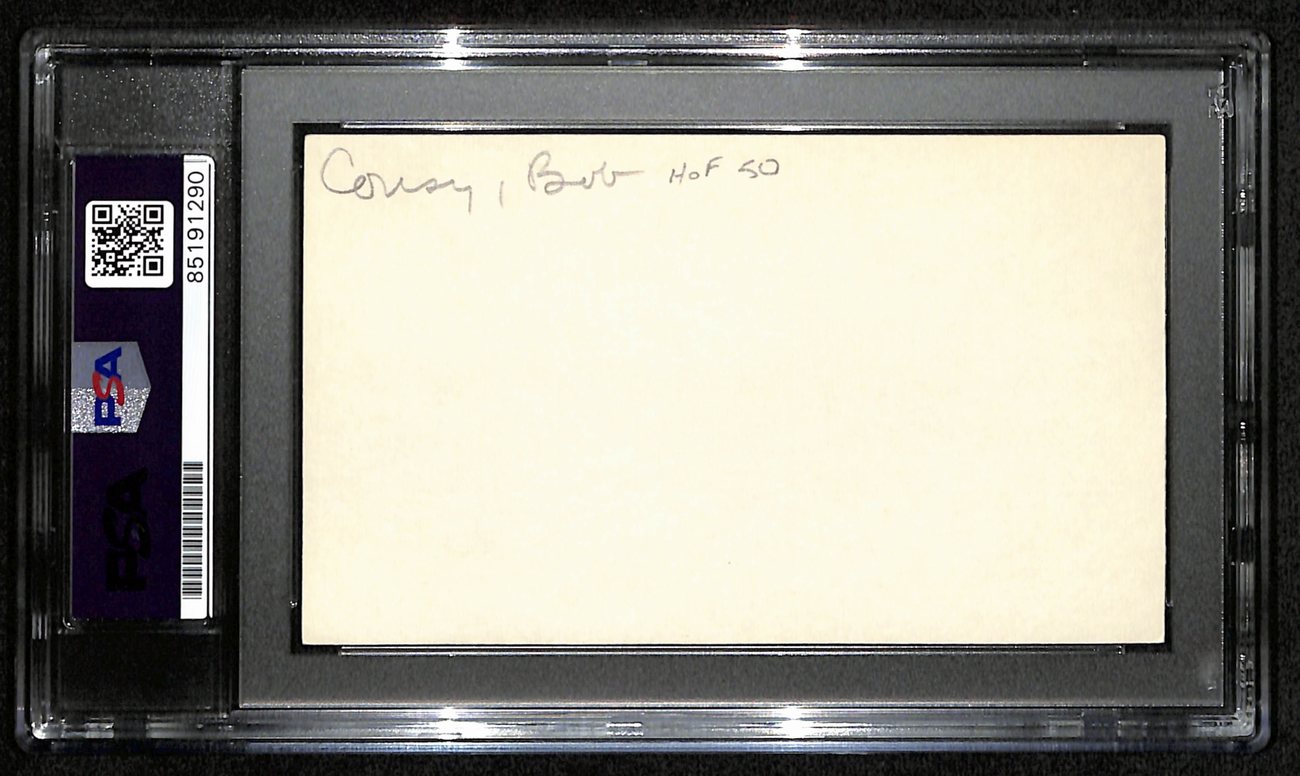 Cousy, Bob HOF 50
85191290
PSA
PSA